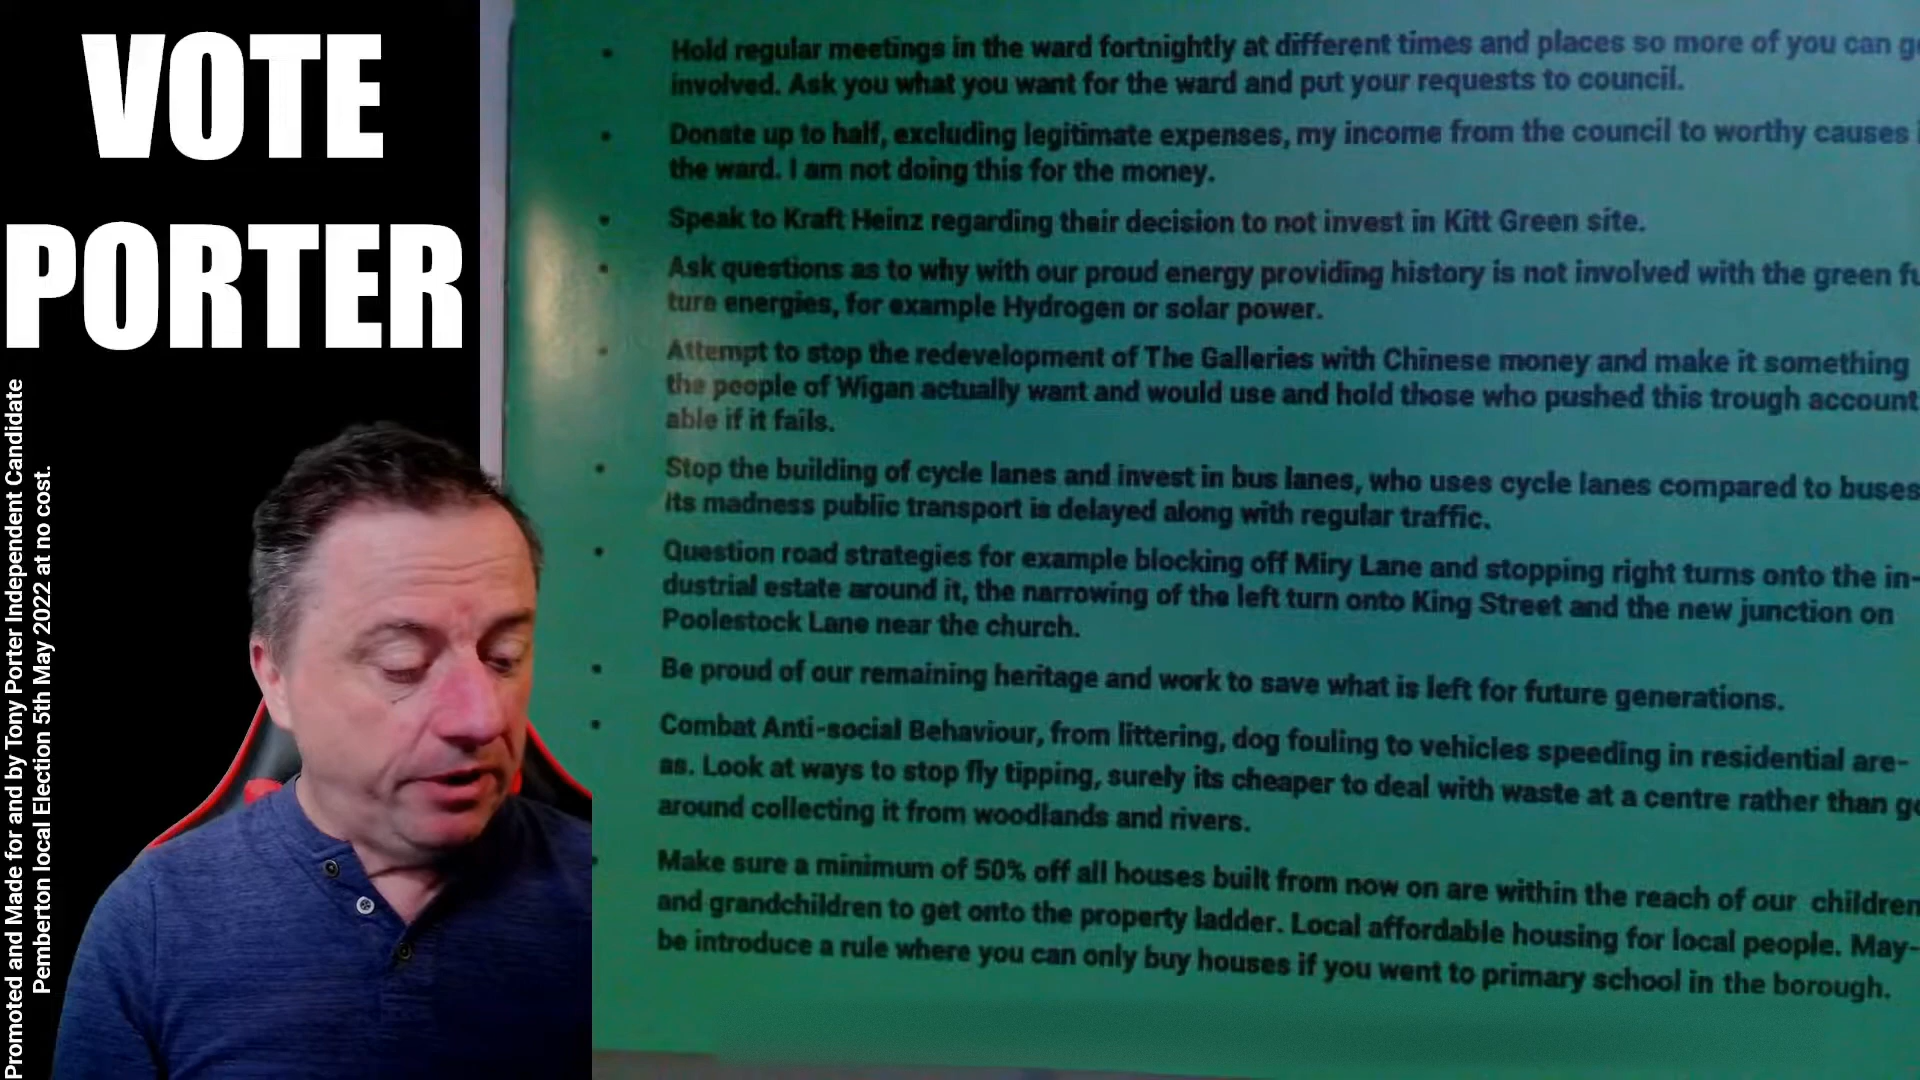 VOTE
PORTER
Promoted and Made for and by Tony Porter Independent Candidate
Pemberton local Election 5th May 2022 at no cost.
• Hold regular meetings in the ward fortnightly at different times and places so more of you can
involved. Ask you what you want for the ward and put your requests to council.
• Donate up to half, excluding legitimate expenses, my income from the council to worthy causes
the ward. I am not doing this for the money.
• Speak to Kraft Heinz regarding their decision to not invest in Kitt Green site.
• Ask questions as to why with our proud energy providing history is not involved with the green fu
ture energies, for example Hydrogen or solar power.
• Attempt to stop the redevelopment of The Galleries with Chinese money and make it something
the people of Wigan actually want and would use and hold those who pushed this trough account
able if it fails.
• Stop the building of cycle lanes and invest in bus lanes, who uses cycle lanes compared to buses
Its madness public transport is delayed along with regular traffic.
• Question road strategies for example blocking off Miry Lane and stopping right turns onto the in-
dustrial estate around it, the narrowing of the left turn onto King Street and the new junction on
Poolestock Lane near the church.
• Be proud of our remaining heritage and work to save what is left for future generations.
• Combat Anti-social Behaviour, from littering, dog fouling to vehicles speeding in residential are-
as. Look at ways to stop fly tipping, surely its cheaper to deal with waste at a centre rather than
around collecting it from woodlands and rivers.
• Make sure a minimum of 50% off all houses built from now on are within the reach of our children
and grandchildren to get onto the property ladder. Local affordable housing for local people. May-
be introduce a rule where you can only buy houses if you went to primary school in the borough.